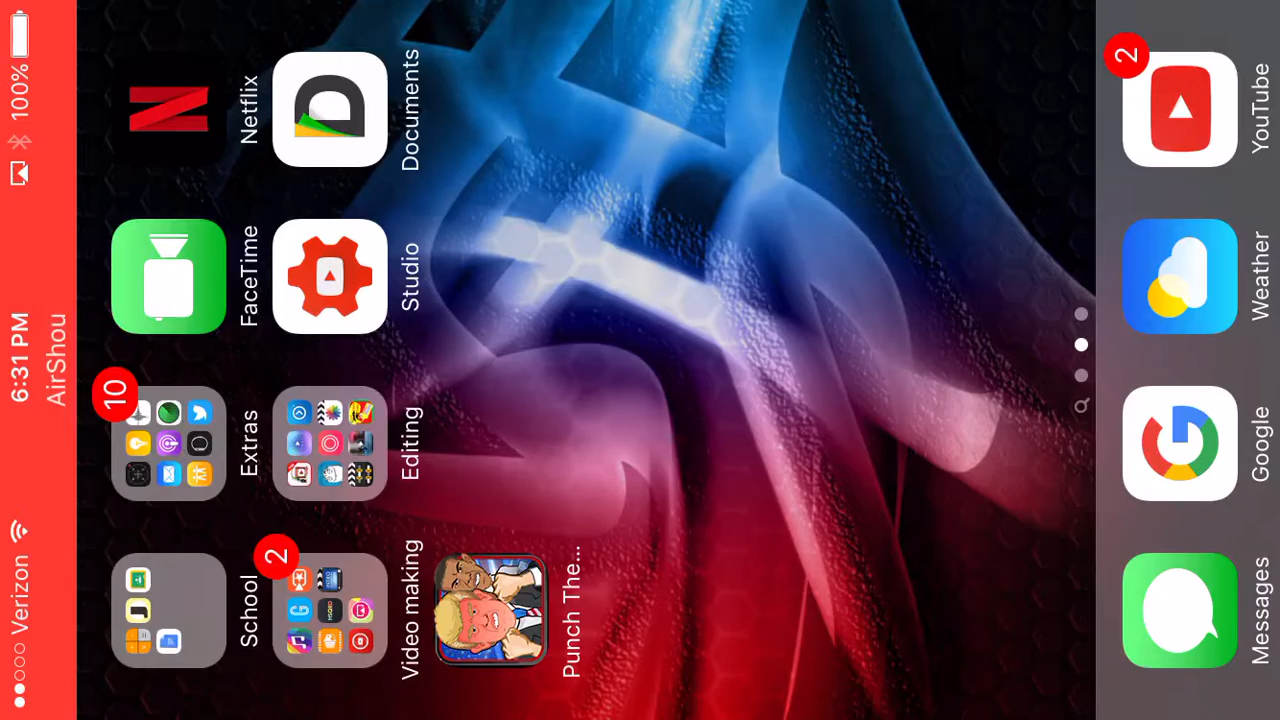 Verizon 6:31 PM 100%
AirShou
10
School Extras FaceTime Netflix
2
Video making Editing Studio Documents
Punch The...
2
Messages Google Weather YouTube